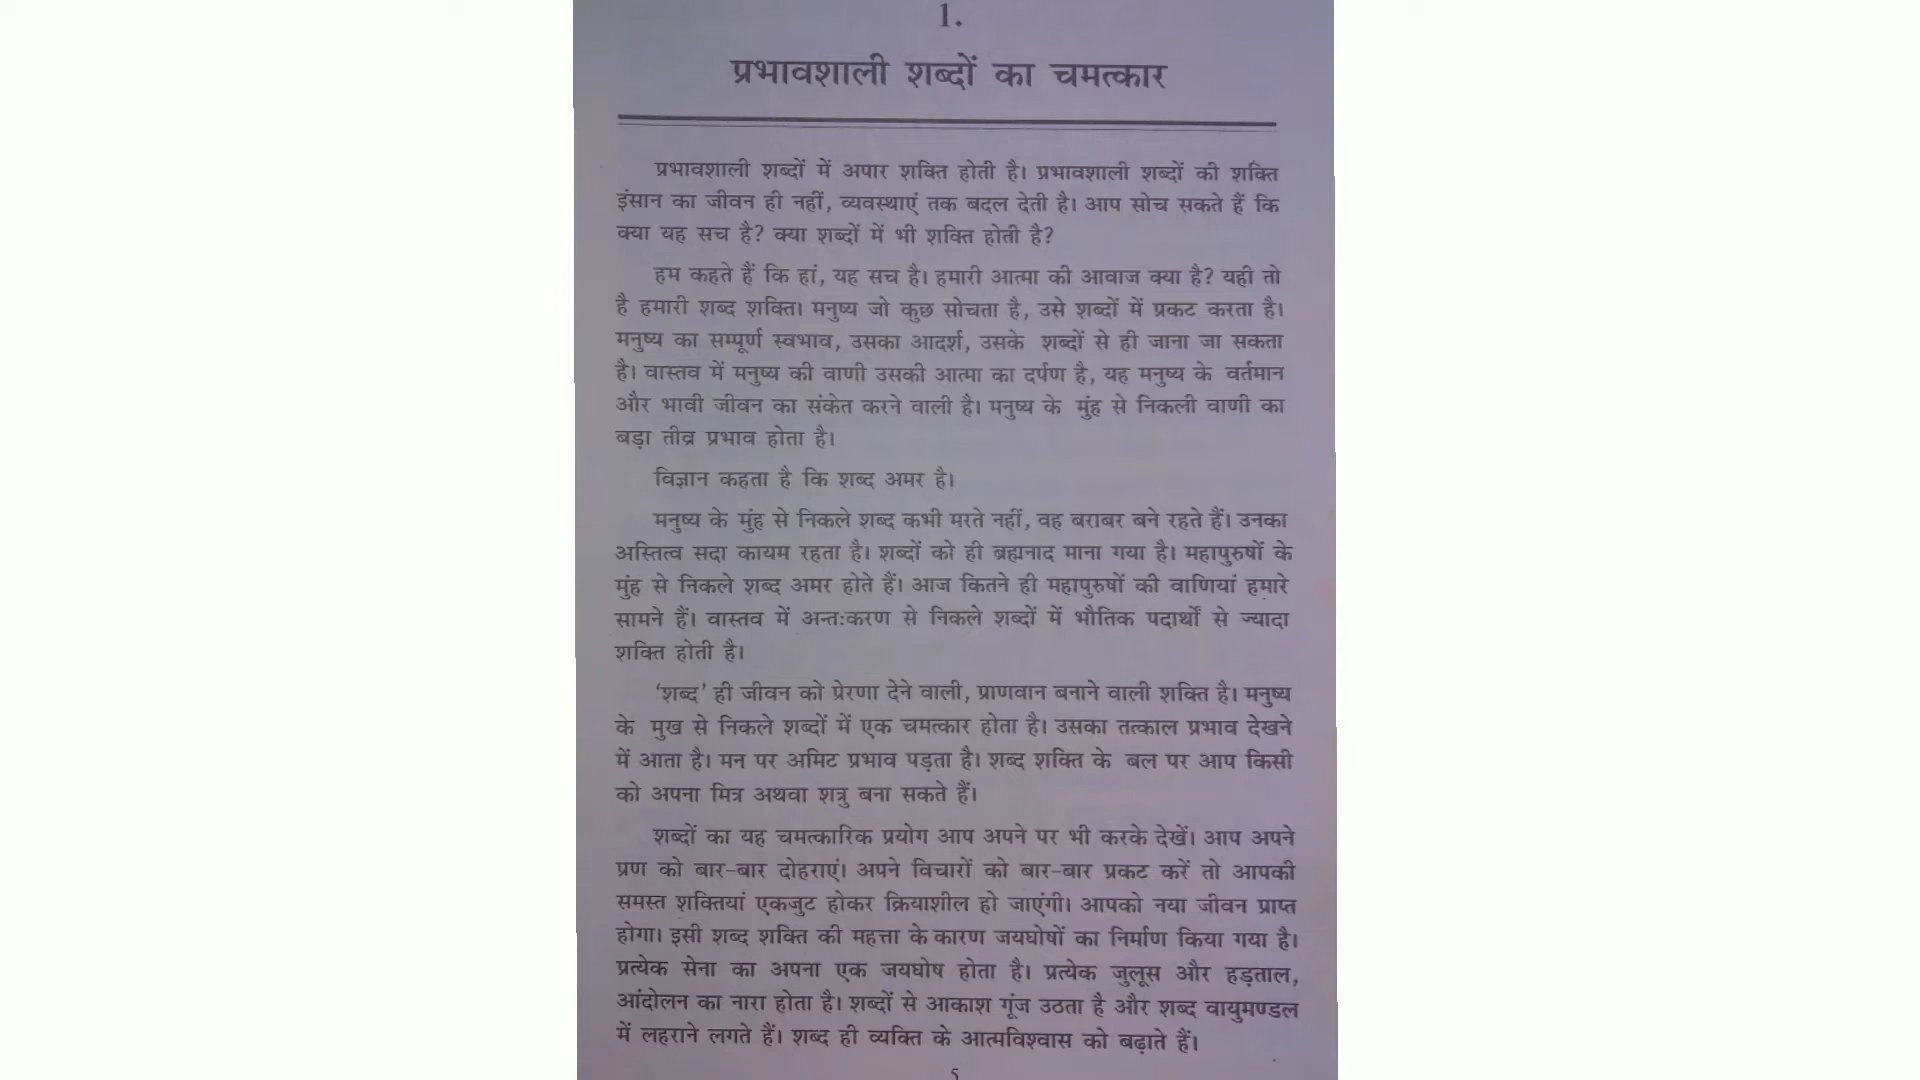 1.
प्रभावशाली शब्दों का चमत्कार
प्रभावशाली शब्दों में अपार शक्ति होती है। प्रभावशाली शब्दों की शक्ति
इंसान का जीवन ही नहीं, व्यवस्थाएं तक बदल देती है। आप सोच सकते हैं कि
क्या यह सच है? क्या शब्दों में भी शक्ति होती है?
हम कहते हैं कि हां, यह सच है। हमारी आत्मा की आवाज क्या है? यही तो
है हमारी शब्द शक्ति। मनुष्य जो कुछ सोचता है, उसे शब्दों में प्रकट करता है।
मनुष्य का सम्पूर्ण स्वभाव, उसका आदर्श, उसके शब्दों से ही जाना जा सकता
है। वास्तव में मनुष्य की वाणी उसकी आत्मा का दर्पण है, यह मनुष्य के वर्तमान
और भावी जीवन का संकेत करने वाली है। मनुष्य के मुंह से निकली वाणी का
बड़ा तीव्र प्रभाव होता है।
विज्ञान कहता है कि शब्द अमर है।
मनुष्य के मुंह से निकले शब्द कभी मरते नहीं, वह बराबर बने रहते हैं। उनका
अस्तित्व सदा कायम रहता है। शब्दों को ही ब्रह्मनाद माना गया है। महापुरुषों के
मुंह से निकले शब्द अमर होते हैं। आज कितने ही महापुरुषों की वाणियां हमारे
सामने हैं। वास्तव में अन्तःकरण से निकले शब्दों में भौतिक पदार्थों से ज्यादा
शक्ति होती है।
‘शब्द’ ही जीवन को प्रेरणा देने वाली, प्राणवान बनाने वाली शक्ति है। मनुष्य
के मुख से निकले शब्दों में एक चमत्कार होता है। उसका तत्काल प्रभाव देखने
में आता है। मन पर अमिट प्रभाव पड़ता है। शब्द शक्ति के बल पर आप किसी
को अपना मित्र अथवा शत्रु बना सकते हैं।
शब्दों का यह चमत्कारिक प्रयोग आप अपने पर भी करके देखें। आप अपने
प्रण को बार-बार दोहराएं। अपने विचारों को बार-बार प्रकट करें तो आपकी
समस्त शक्तियां एकजुट होकर क्रियाशील हो जाएंगी। आपको नया जीवन प्राप्त
होगा। इसी शब्द शक्ति की महत्ता के कारण जयघोषों का निर्माण किया गया है।
प्रत्येक सेना का अपना एक जयघोष होता है। प्रत्येक जुलूस और हड़ताल,
आंदोलन का नारा होता है। शब्दों से आकाश गूंज उठता है और शब्द वायुमण्डल
में लहराने लगते हैं। शब्द ही व्यक्ति के आत्मविश्वास को बढ़ाते हैं।
5